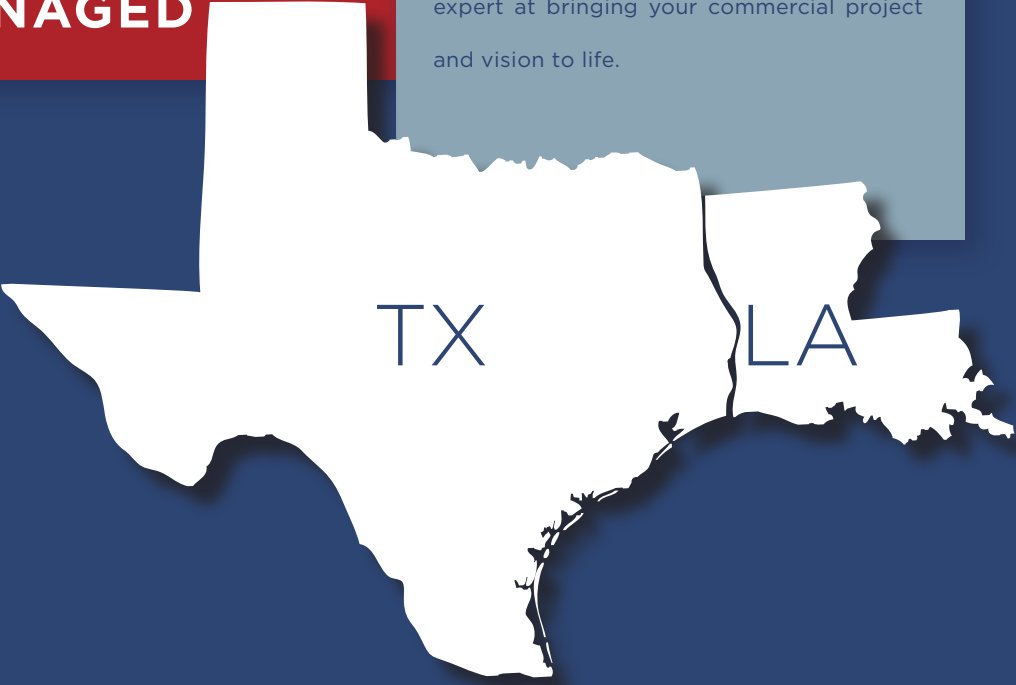 NAGED
expert at bringing your commercial project
and vision to life.
TX
LA